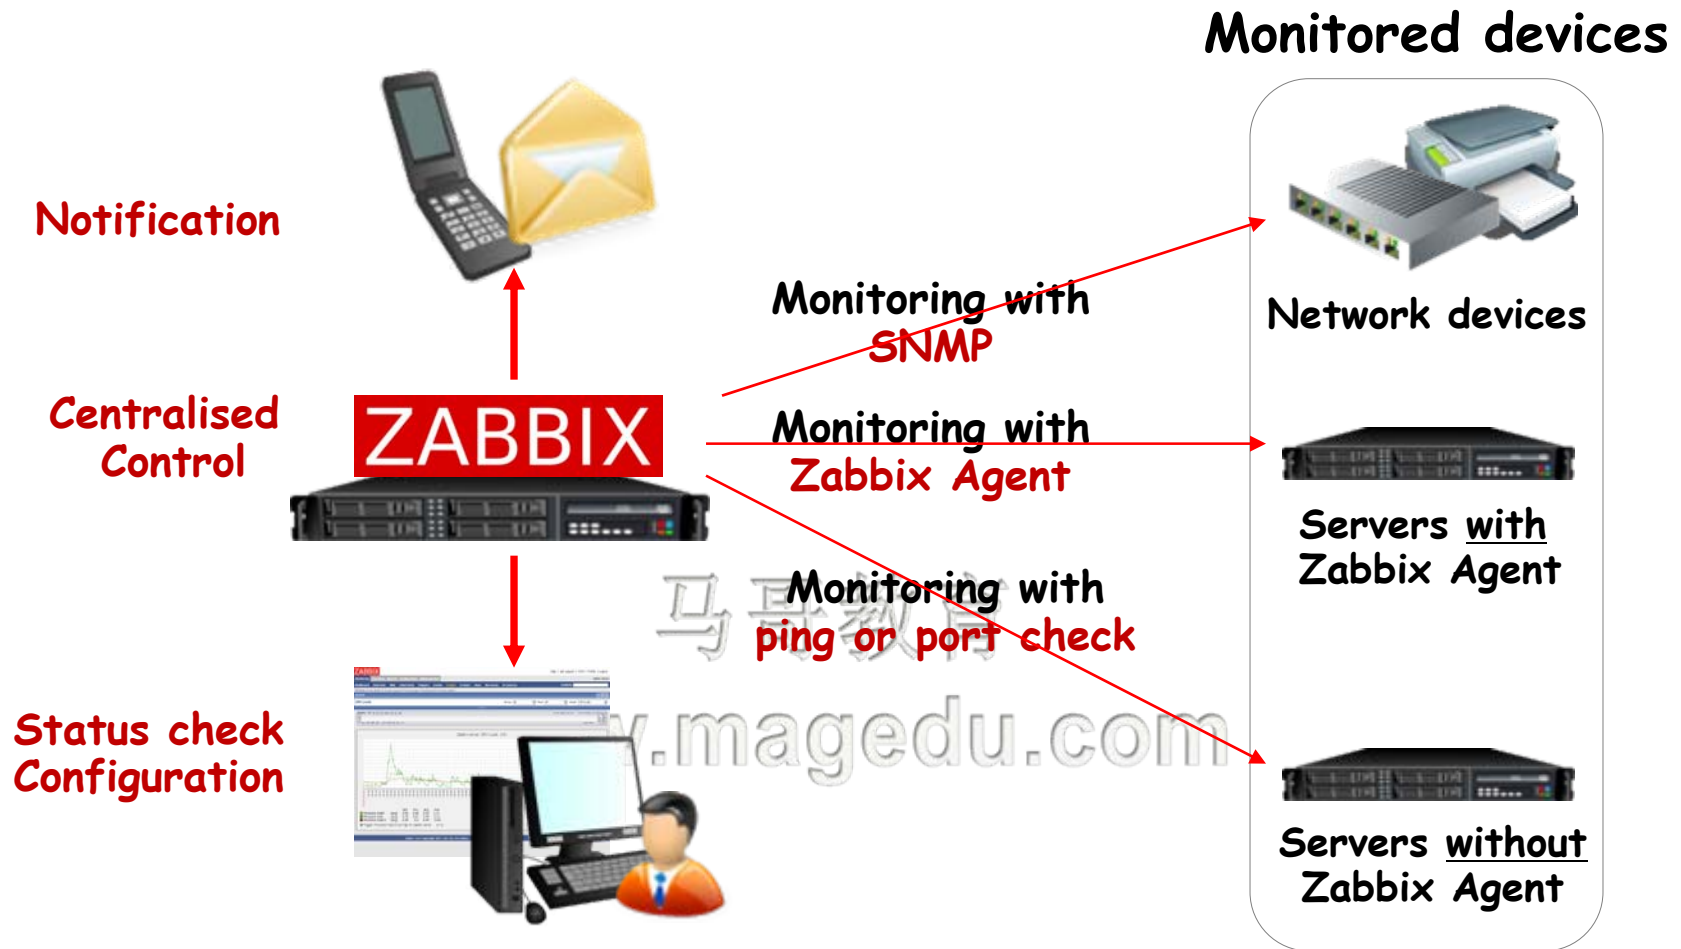 Monitored devices
Notification
Monitoring with
SNMP
Network devices
Centralised
Control
ZABBIX
Monitoring with
Zabbix Agent
Servers with
Zabbix Agent
马哥教育
Monitoring with
ping or port check
.magedu.com
ZABBIX
Status check
Configuration
Servers without
Zabbix Agent